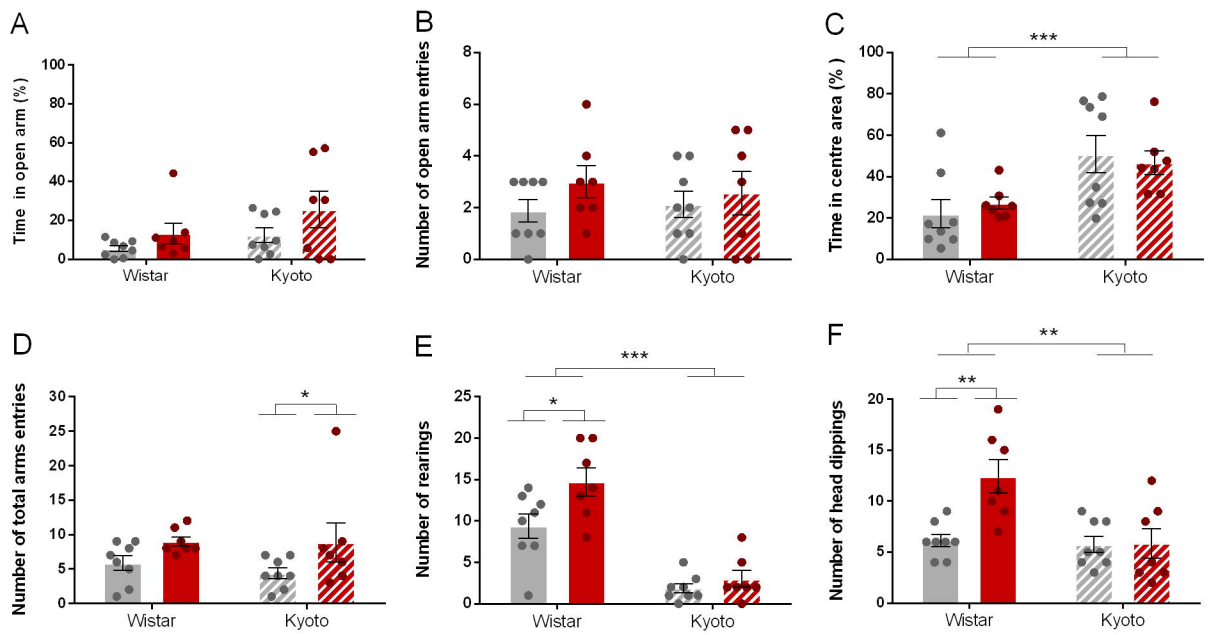 A
Time in open arm (%)
100
80
60
40
20
0
Wistar Kyoto
B
Number of open arm entries
8
6
4
2
0
Wistar Kyoto
C
Time in centre area (%)
100
80
60
40
20
0
***
Wistar Kyoto
D
Number of total arms entries
30
25
20
15
10
5
0
*
Wistar Kyoto
E
Number of rearings
25
20
15
10
5
0
***
*
Wistar Kyoto
F
Number of head dippings
20
15
10
5
0
**
**
Wistar Kyoto